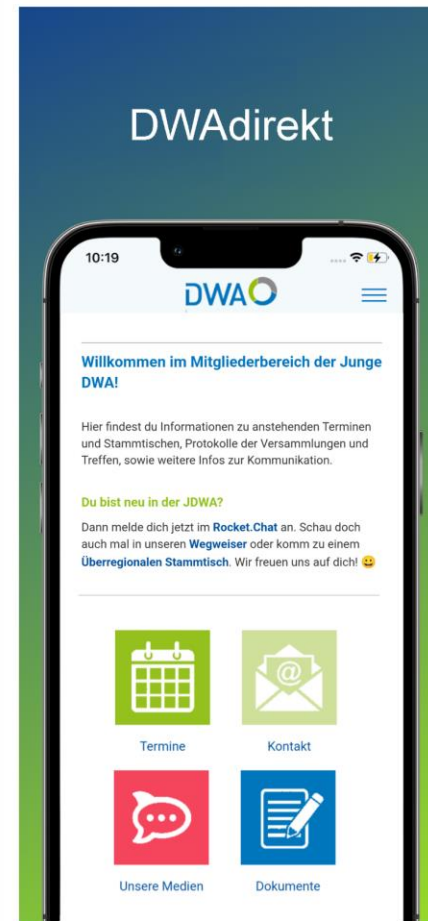 DWAdirekt
10:19
DWA
Willkommen im Mitgliederbereich der Junge
DWA!
Hier findest du Informationen zu anstehenden Terminen
und Stammtischen, Protokolle der Versammlungen und
Treffen, sowie weitere Infos zur Kommunikation.
Du bist neu in der JDWA?
Dann melde dich jetzt im Rocket.Chat an. Schau doch
auch mal in unseren Wegweiser oder komm zu einem
Überregionalen Stammtisch. Wir freuen uns auf dich! 😀
Termine
Kontakt
Unsere Medien
Dokumente